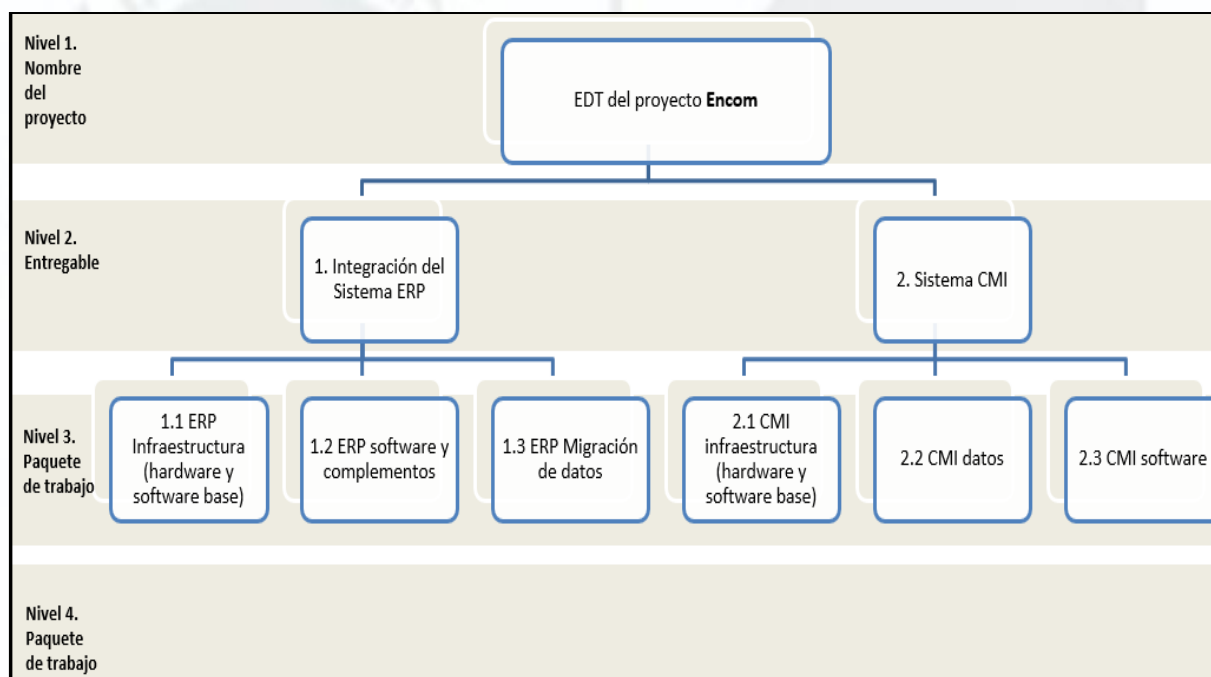 Nivel 1.
Nombre
del
proyecto
EDT del proyecto Encom
Nivel 2.
Entregable
1. Integración del
Sistema ERP
2. Sistema CMI
Nivel 3.
Paquete
de trabajo
1.1 ERP
Infraestructura
(hardware y
software base)
1.2 ERP software y
complementos
1.3 ERP Migración
de datos
2.1 CMI
infraestructura
(hardware y
software base)
2.2 CMI datos
2.3 CMI software
Nivel 4.
Paquete
de trabajo